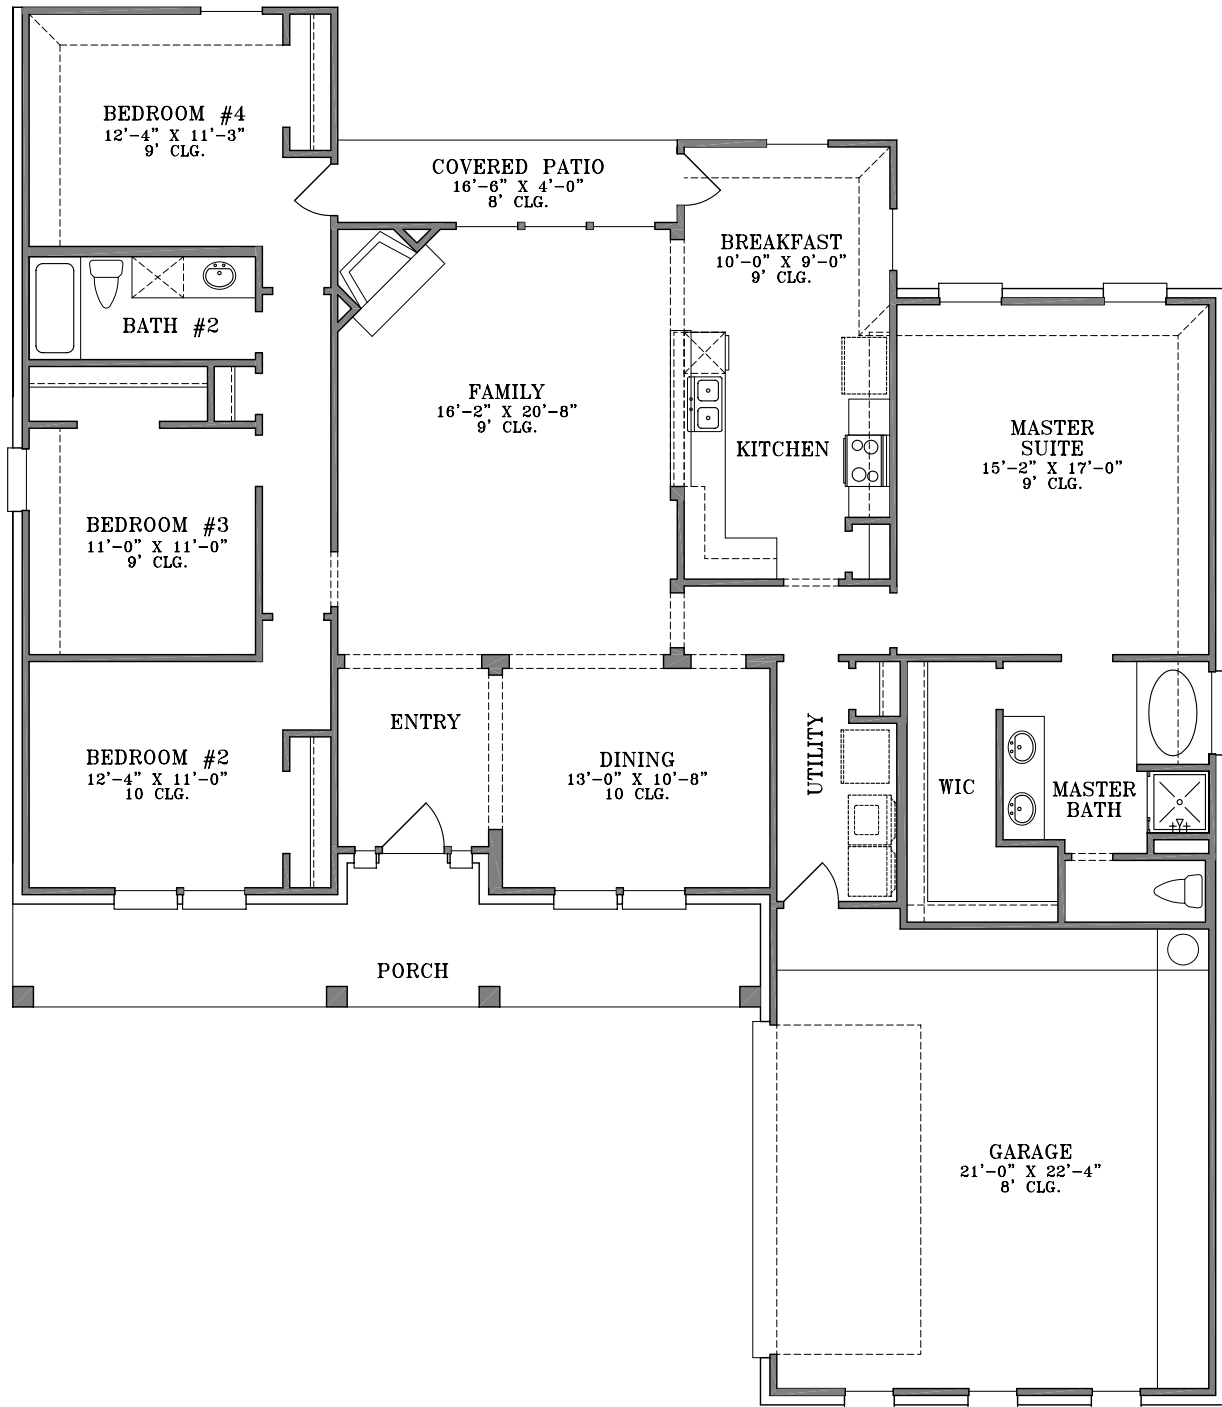 BEDROOM #4
12'-4" X 11'-3"
9' CLG.
COVERED PATIO
16'-6" X 4'-0"
8' CLG.
BREAKFAST
10'-0" X 9'-0"
9' CLG.
BATH #2
FAMILY
16'-2" X 20'-8"
9' CLG.
KITCHEN
MASTER
SUITE
15'-2" X 17'-0"
9' CLG.
BEDROOM #3
11'-0" X 11'-0"
9' CLG.
ENTRY
BEDROOM #2
12'-4" X 11'-0"
10 CLG.
DINING
13'-0" X 10'-8"
10 CLG.
UTILITY
WIC
MASTER
BATH
PORCH
GARAGE
21'-0" X 22'-4"
8' CLG.